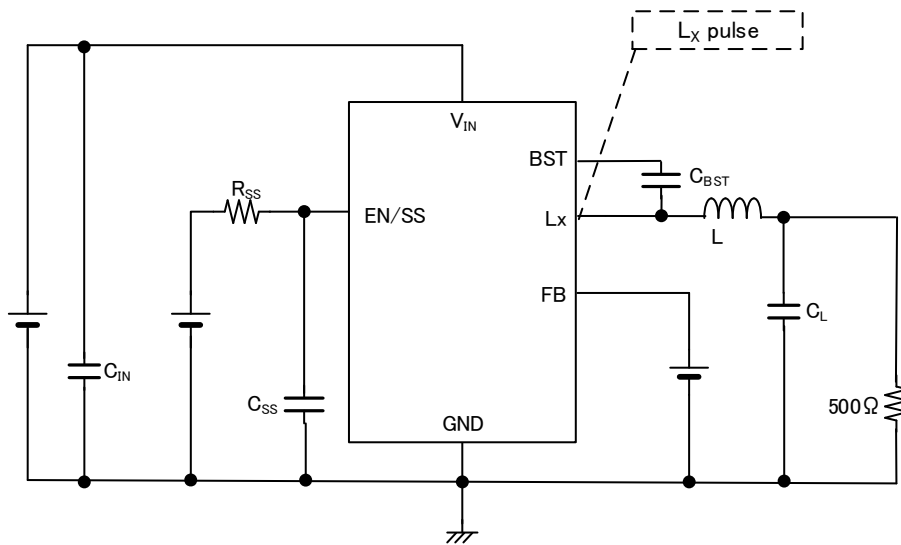 LX pulse
VIN
BST
CBST
RSS
EN/SS
Lx
L
FB
CL
CIN
CSS
500Ω
GND